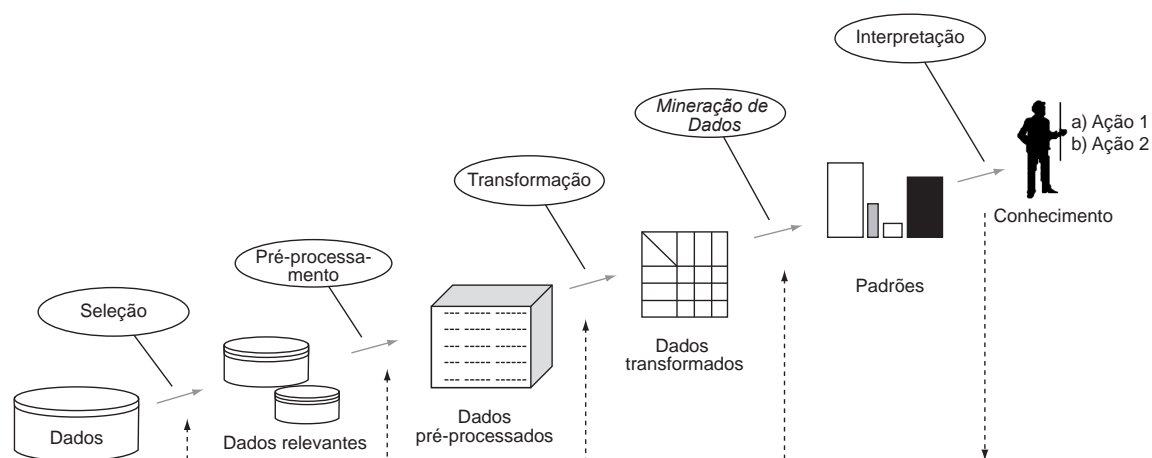 Interpretação
Mineração de
Dados
a) Ação 1
b) Ação 2
Transformação
Conhecimento
Pré-processa-
mento
Padrões
Seleção
Dados
transformados
Dados
pré-processados
Dados relevantes
Dados